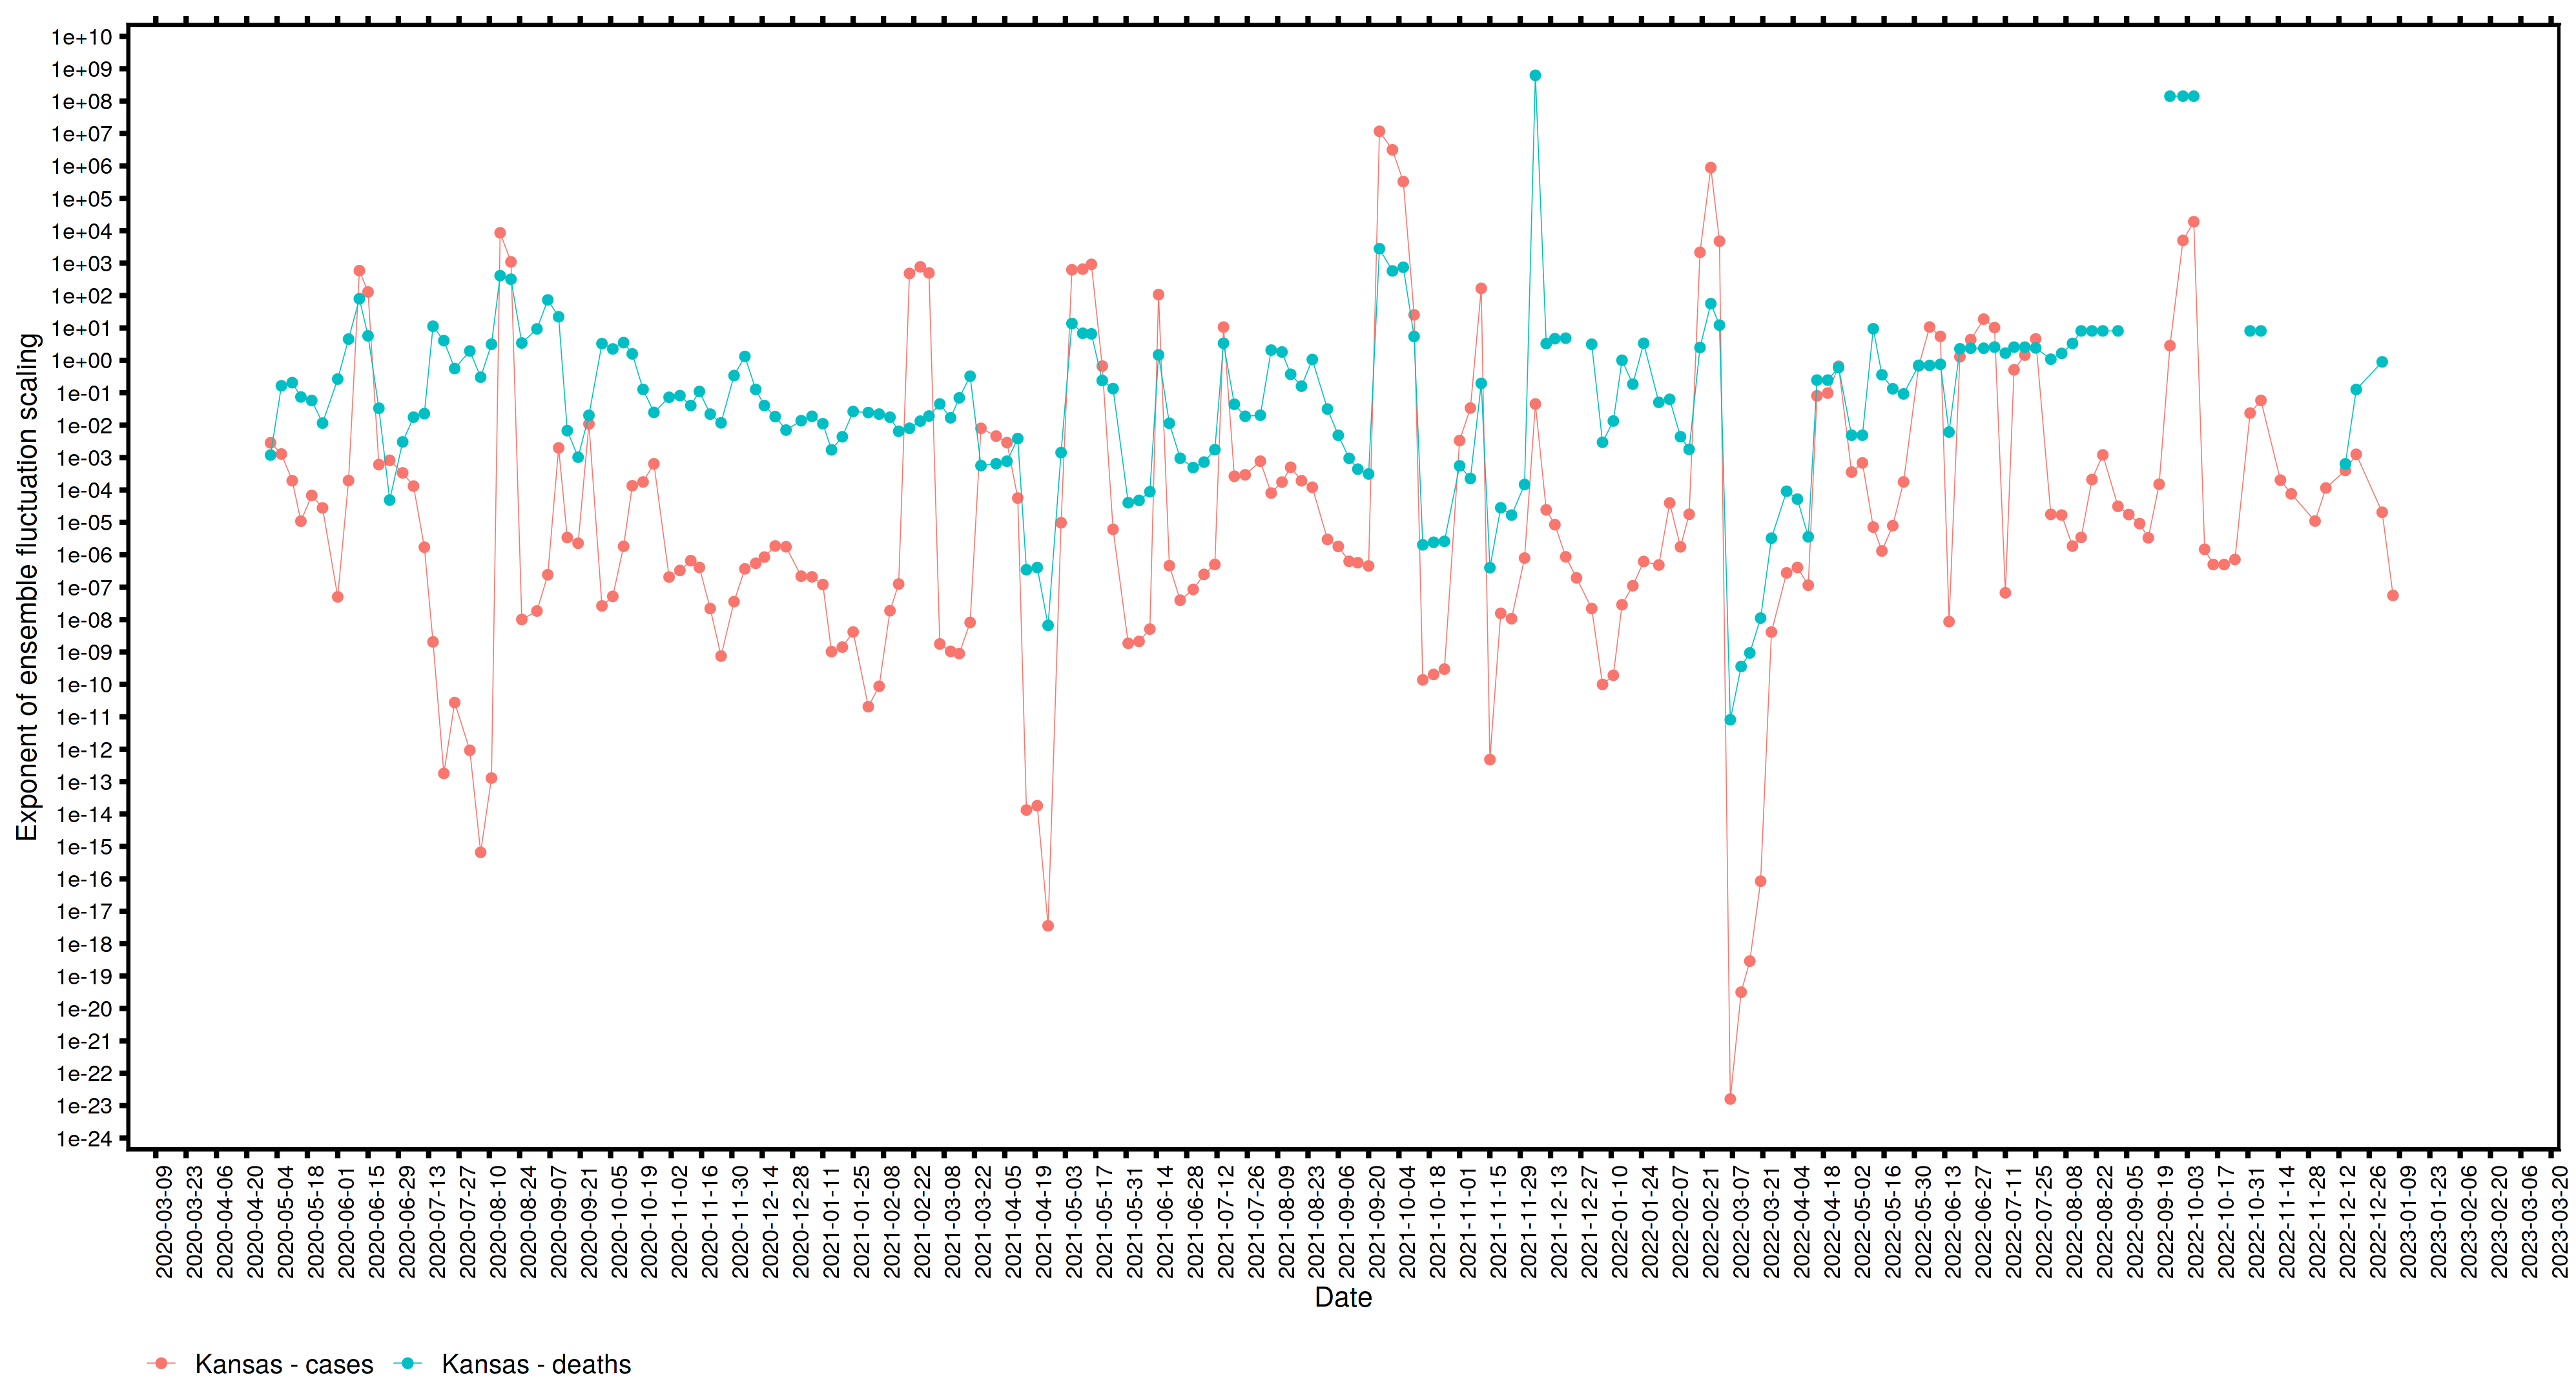 Exponent of ensemble fluctuation scaling
1e+10
1e+09
1e+08
1e+07
1e+06
1e+05
1e+04
1e+03
1e+02
1e+01
1e+00
1e-01
1e-02
1e-03
1e-04
1e-05
1e-06
1e-07
1e-08
1e-09
1e-10
1e-11
1e-12
1e-13
1e-14
1e-15
1e-16
1e-17
1e-18
1e-19
1e-20
1e-21
1e-22
1e-23
1e-24
2020-03-09
2020-03-23
2020-04-06
2020-04-20
2020-05-04
2020-05-18
2020-06-01
2020-06-15
2020-06-29
2020-07-13
2020-07-27
2020-08-10
2020-08-24
2020-09-07
2020-09-21
2020-10-05
2020-10-19
2020-11-02
2020-11-16
2020-11-30
2020-12-14
2020-12-28
2021-01-11
2021-01-25
2021-02-08
2021-02-22
2021-03-08
2021-03-22
2021-04-05
2021-04-19
2021-05-03
2021-05-17
2021-05-31
2021-06-14
2021-06-28
2021-07-12
2021-07-26
2021-08-09
2021-08-23
2021-09-06
2021-09-20
2021-10-04
2021-10-18
2021-11-01
2021-11-15
2021-11-29
2021-12-13
2021-12-27
2022-01-10
2022-01-24
2022-02-07
2022-02-21
2022-03-07
2022-03-21
2022-04-04
2022-04-18
2022-05-02
2022-05-16
2022-05-30
2022-06-13
2022-06-27
2022-07-11
2022-07-25
2022-08-08
2022-08-22
2022-09-05
2022-09-19
2022-10-03
2022-10-17
2022-10-31
2022-11-14
2022-11-28
2022-12-12
2022-12-26
2023-01-09
2023-01-23
2023-02-06
2023-02-20
2023-03-06
2023-03-20
Date
Kansas - cases
Kansas - deaths